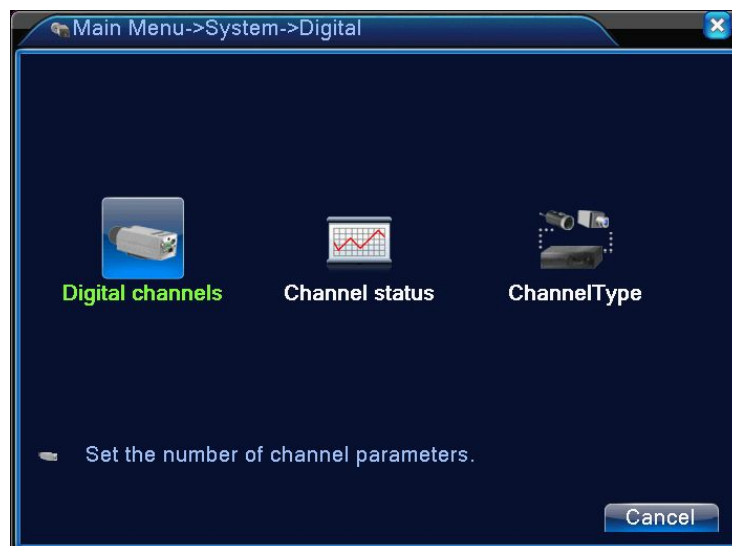 Main Menu->System->Digital
Digital channels
Channel status
ChannelType
Set the number of channel parameters.
Cancel